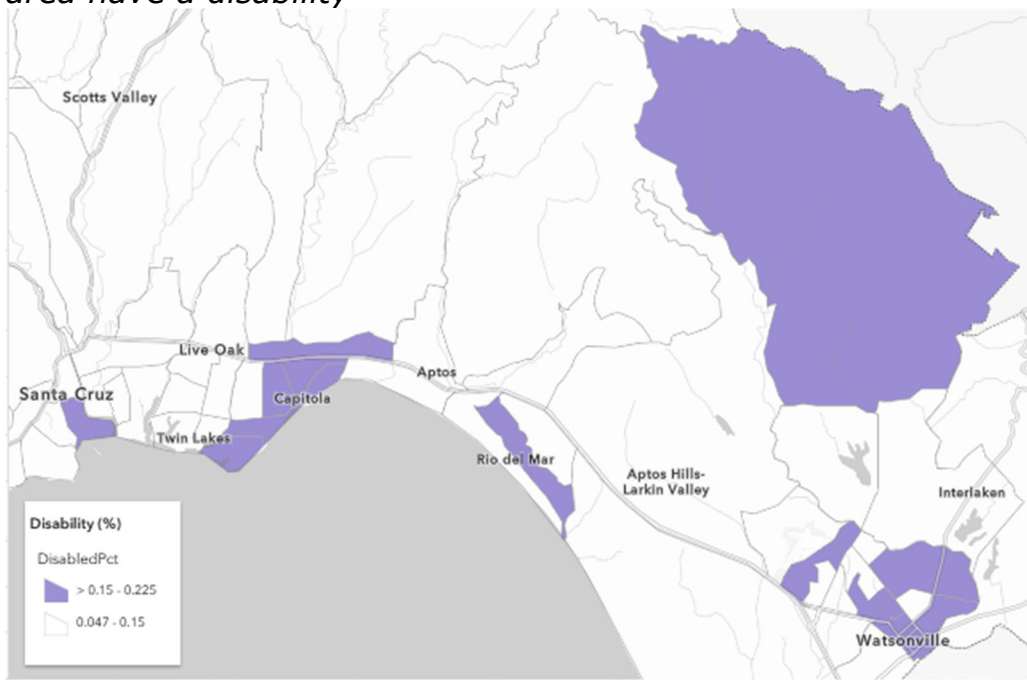 area have a disability
Scotts Valley
Live Oak
Aptos
Santa Cruz
Capitola
Twin Lakes
Rio del Mar
Aptos Hills-
Larkin Valley
Interlaken
Disability (%)
DisabledPct
> 0.15 - 0.225
0.047 - 0.15
Watsonville